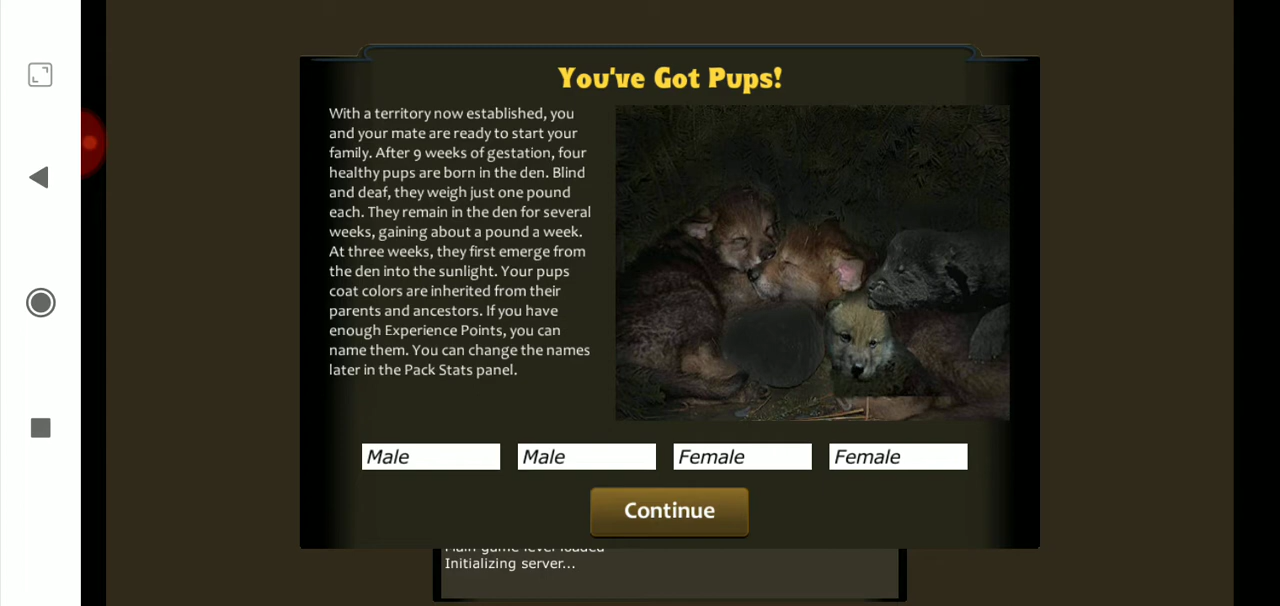 You've Got Pups!
With a territory now established, you
and your mate are ready to start your
family. After 9 weeks of gestation, four
healthy pups are born in the den. Blind
and deaf, they weigh just one pound
each. They remain in the den for several
weeks, gaining about a pound a week.
At three weeks, they first emerge from
the den into the sunlight. Your pups
coat colors are inherited from their
parents and ancestors. If you have
enough Experience Points, you can
name them. You can change the names
later in the Pack Stats panel.
Male Male Female Female
Continue
Main game level loaded
Initializing server...